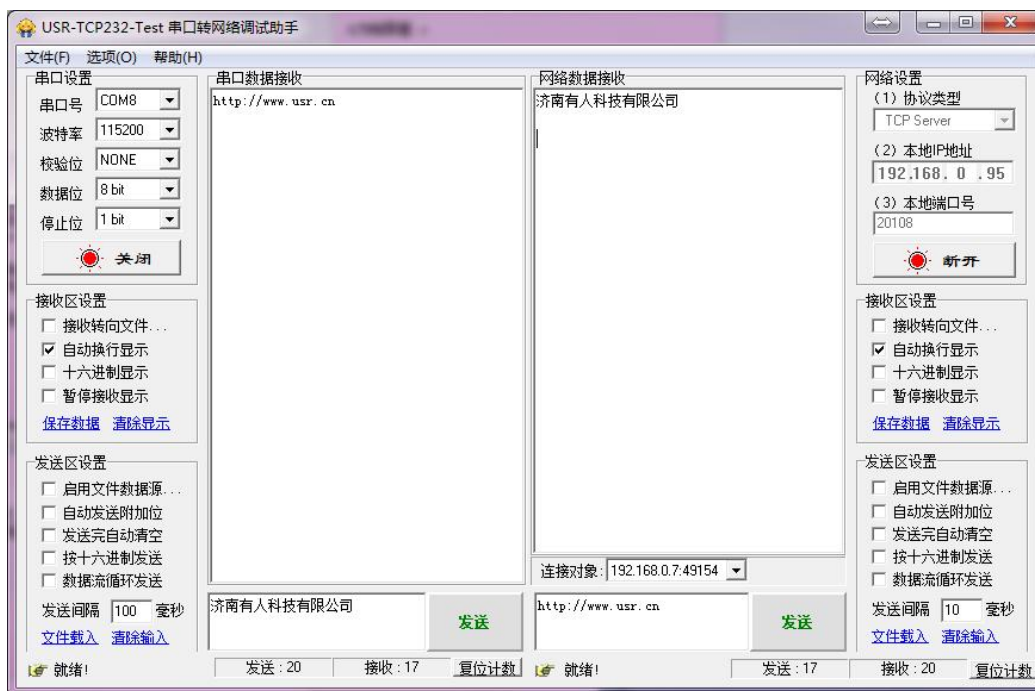 USR-TCP232-Test 串口转网络调试助手
文件(F) 选项(O) 帮助(H)
串口设置
串口号 COM8
波特率 115200
校验位 NONE
数据位 8 bit
停止位 1 bit
关闭
接收区设置
接收转向文件...
自动换行显示
十六进制显示
暂停接收显示
保存数据 清除显示
发送区设置
启用文件数据源...
自动发送附加位
发送完自动清空
按十六进制发送
数据流循环发送
发送间隔 100 毫秒
文件载入 清除输入
就绪!
串口数据接收
http://www.usr.cn
济南有人科技有限公司
发送
发送 : 20 接收 : 17 复位计数
网络数据接收
济南有人科技有限公司
连接对象: 192.168.0.7:49154
http://www.usr.cn
发送
就绪!
发送 : 17 接收 : 20 复位计数
网络设置
(1) 协议类型
TCP Server
(2) 本地IP地址
192.168. 0 .95
(3) 本地端口号
20108
断开
接收区设置
接收转向文件...
自动换行显示
十六进制显示
暂停接收显示
保存数据 清除显示
发送区设置
启用文件数据源...
自动发送附加位
发送完自动清空
按十六进制发送
数据流循环发送
发送间隔 10 毫秒
文件载入 清除输入